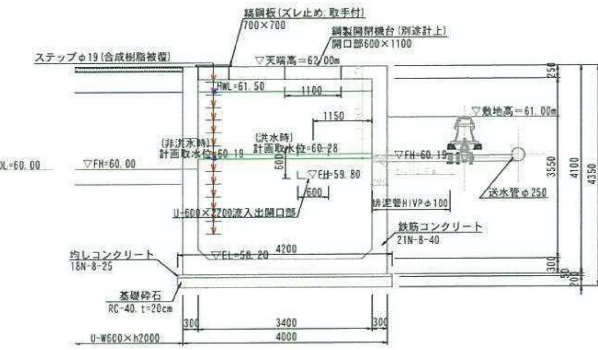 縞鋼板(ズレ止め,取手付)
700×700
鋼製開閉機台(別途計上)
開口部600×1100
ステップφ19(合成樹脂被覆)
▽天端高=62.00m
HWL=61.50
1100
250
1150
▽敷地高=61.00m
(非洪水時)
計画取水位=60.19
(洪水時)
計画取水位=60.28
DL=60.00
▽FH=60.00
▽FH=60.19
600
▽EH=59.80
600
3550
4100
4350
送水管φ250
排泥管HIVPφ100
U-600×2200流入出開口部
鉄筋コンクリート
21N-8-40
4200
▽EL=58.20
均しコンクリート
18N-8-25
300
50
200
基礎砕石
RC-40,t=20cm
300
3400
300
U-W600×h2000
4000